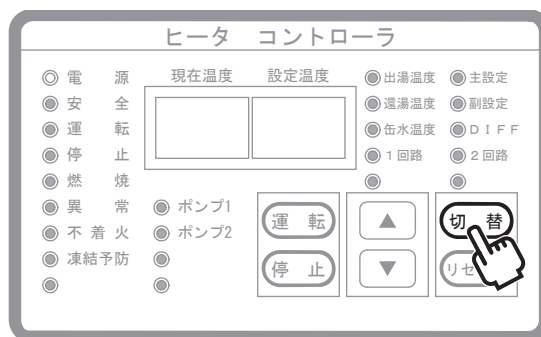 ヒータ コントローラ
電 源
安 全
運 転
停 止
燃 焼
異 常
不 着 火
凍結予防
現在温度 設定温度
ポンプ1
ポンプ2
出湯温度 主設定
還湯温度 副設定
缶水温度 DIFF
1回路 2回路
運 転
停 止
▲
▼
切 替
リセ